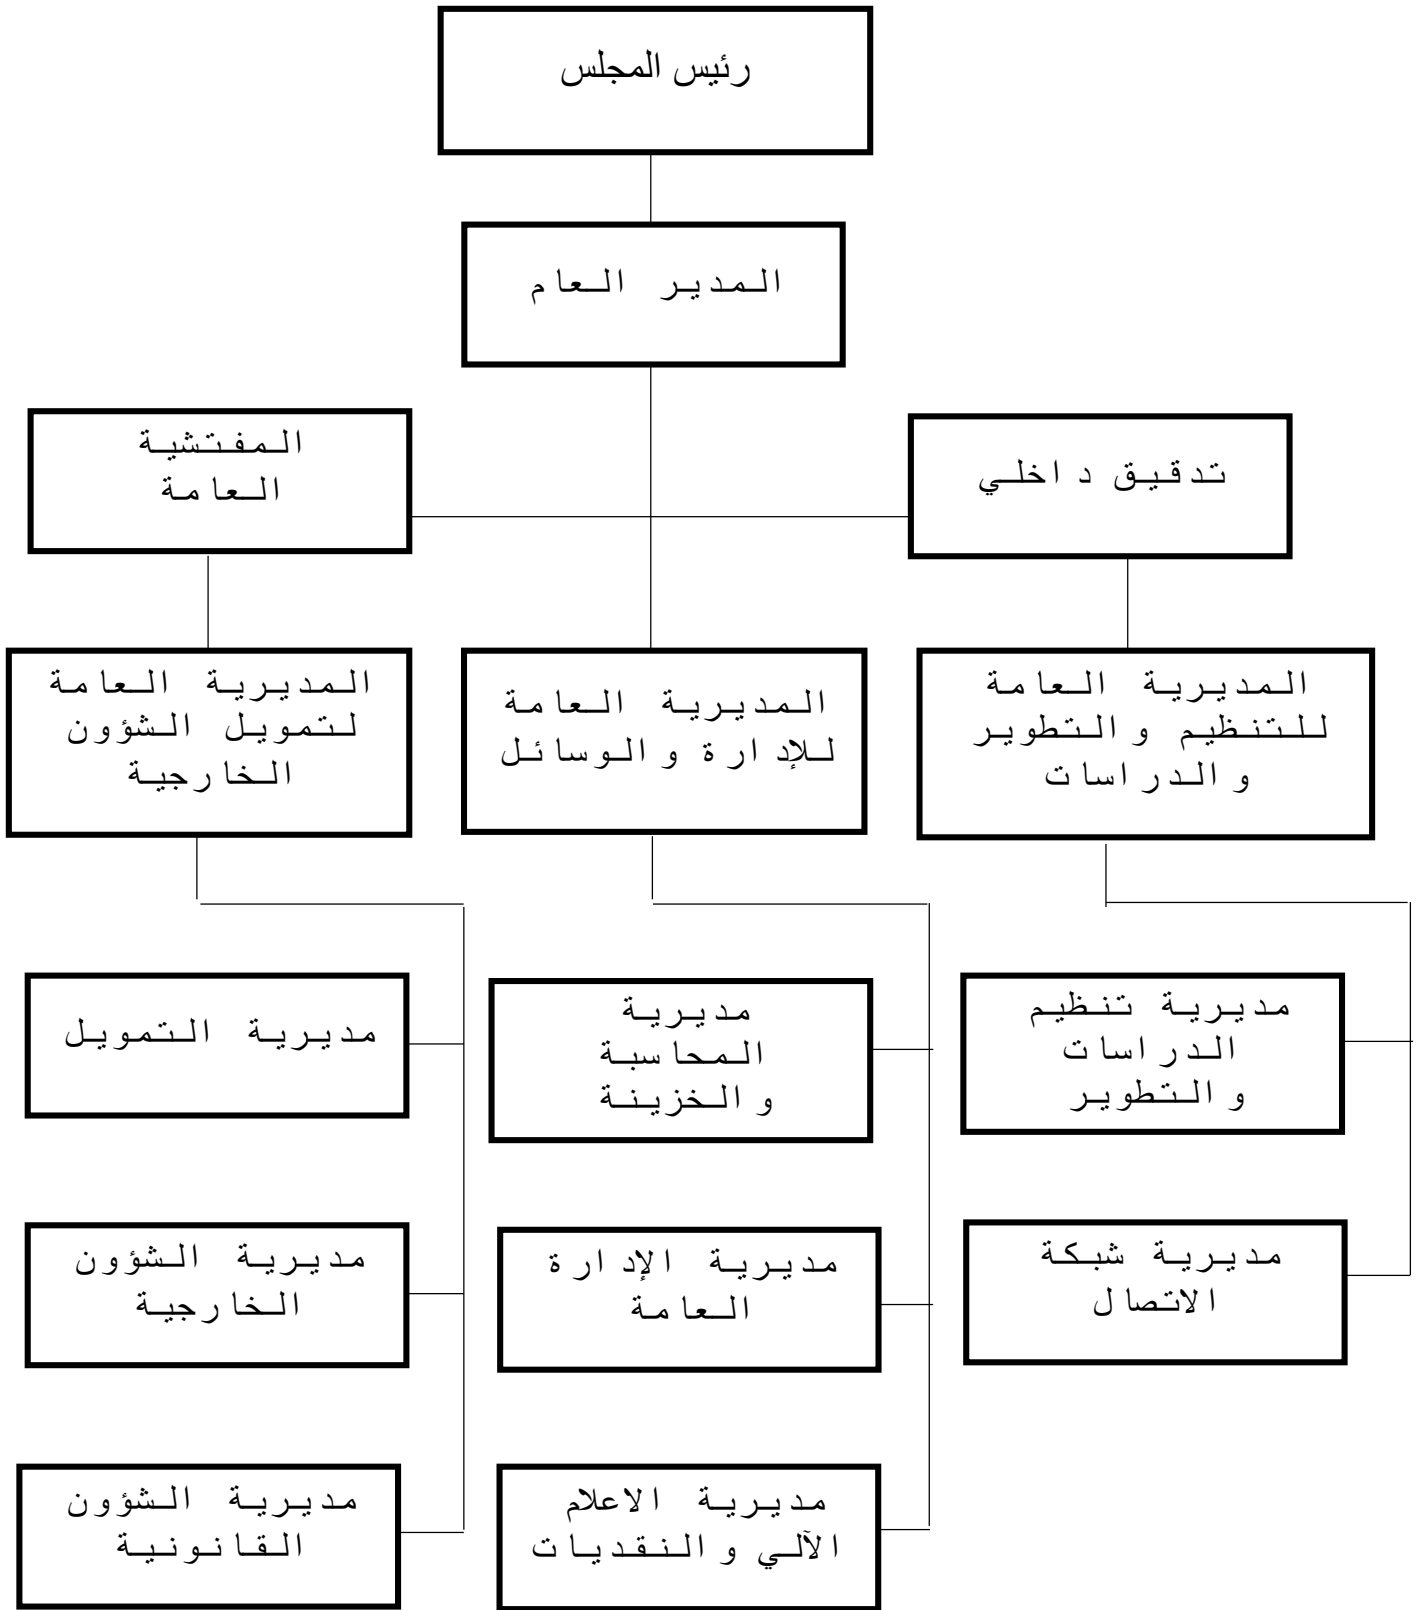 رئيس المجلس
المدير العام
تدقيق داخلي
المفتشية
العامة
المديرية العامة
للتنظيم والتطوير
والدراسات
المديرية العامة
للإدارة والوسائل
المديرية العامة
لتمويل الشؤون
الخارجية
مديرية تنظيم
الدراسات
والتطوير
مديرية
المحاسبة
والخزينة
مديرية التمويل
مديرية شبكة
الاتصال
مديرية الإدارة
العامة
مديرية الشؤون
الخارجية
مديرية الاعلام
الآلي والنقديات
مديرية الشؤون
القانونية